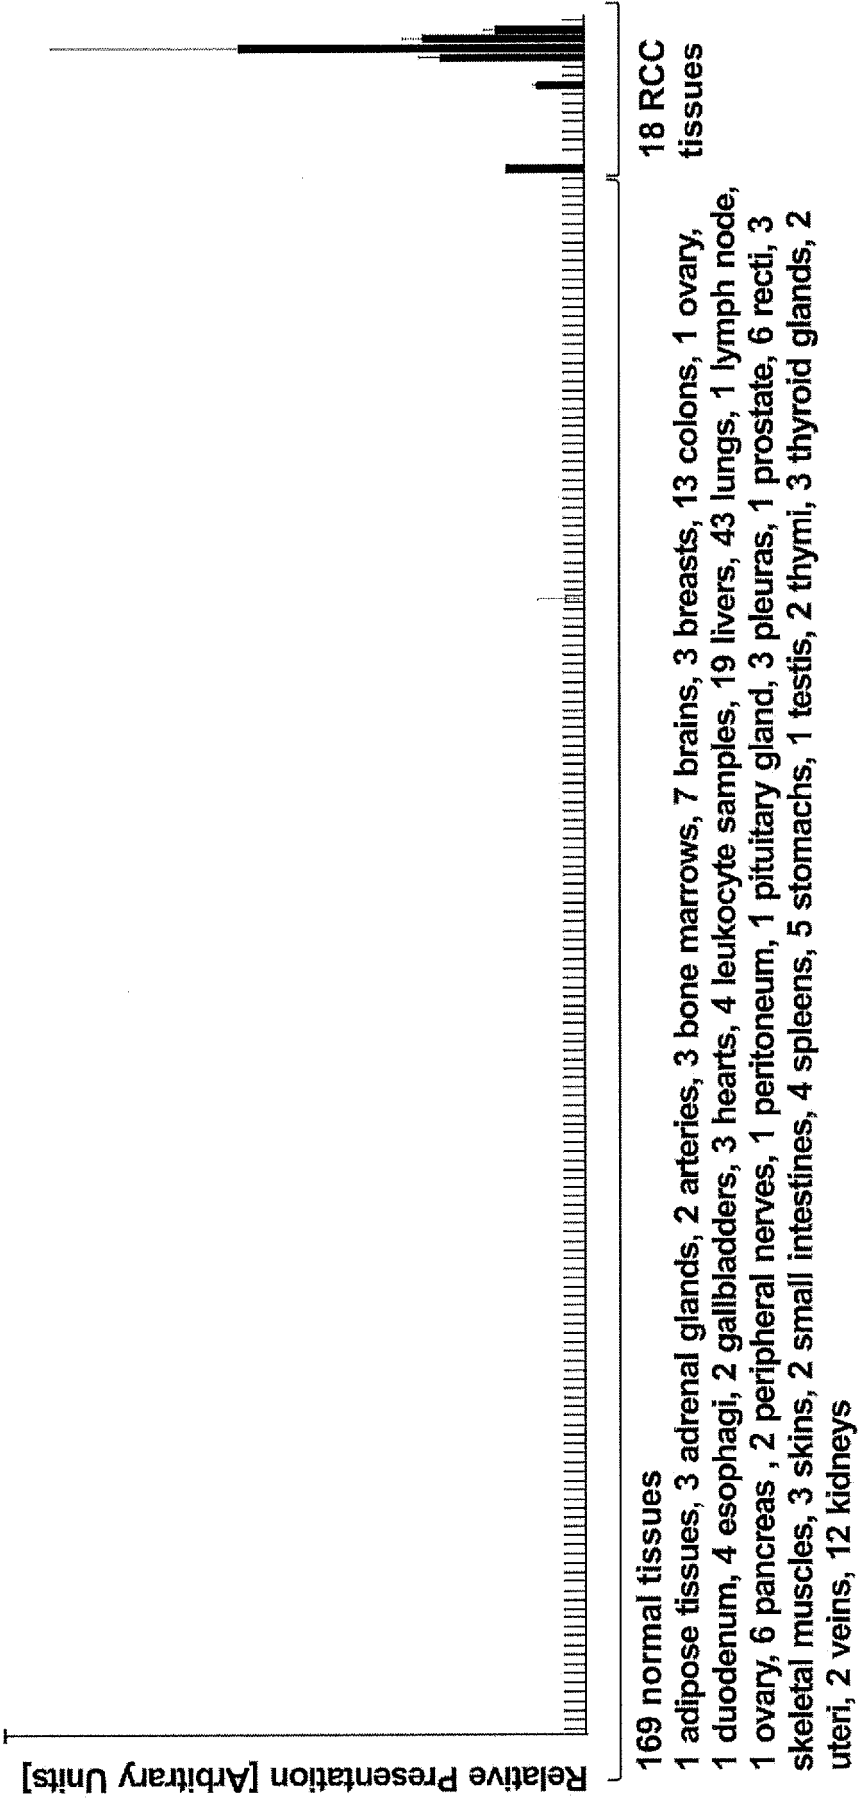 Relative Presentation [Arbitrary Units]
169 normal tissues
1 adipose tissues, 3 adrenal glands, 2 arteries, 3 bone marrows, 7 brains, 3 breasts, 13 colons, 1 ovary,
1 duodenum, 4 esophagi, 2 gallbladders, 3 hearts, 4 leukocyte samples, 19 livers, 43 lungs, 1 lymph node,
1 ovary, 6 pancreas , 2 peripheral nerves, 1 peritoneum, 1 pituitary gland, 3 pleuras, 1 prostate, 6 recti, 3
skeletal muscles, 3 skins, 2 small intestines, 4 spleens, 5 stomachs, 1 testis, 2 thymi, 3 thyroid glands, 2
uteri, 2 veins, 12 kidneys
18 RCC
tissues